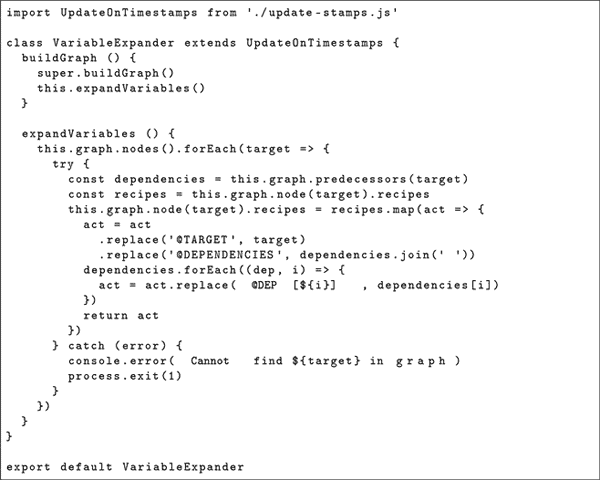 import UpdateOnTimestamps from './update-stamps.js'

class VariableExpander extends UpdateOnTimestamps {
  buildGraph () {
    super.buildGraph()
    this.expandVariables()
  }

  expandVariables () {
    this.graph.nodes().forEach(target => {
      try {
        const dependencies = this.graph.predecessors(target)
        const recipes = this.graph.node(target).recipes
        this.graph.node(target).recipes = recipes.map(act => {
          act = act
            .replace('@TARGET', target)
            .replace('@DEPENDENCIES', dependencies.join(' '))
          dependencies.forEach((dep, i) => {
            act = act.replace( @DEP [${i}] , dependencies[i])
          })
          return act
        })
      } catch (error) {
        console.error( Cannot find ${target} in graph )
        process.exit(1)
      }
    })
  }
}

export default VariableExpander